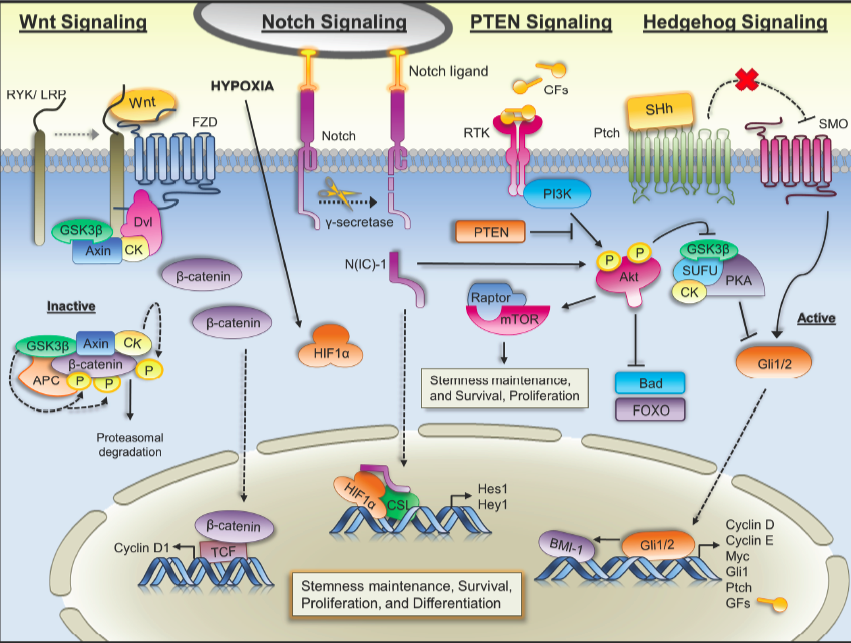 Wnt Signaling
Notch Signaling
PTEN Signaling
Hedgehog Signaling
RYK/ LRP
Wnt
FZD
HYPOXIA
Notch ligand
Notch
GFs
RTK
SHh
Ptch
SMO
PI3K
PTEN
γ-secretase
Dvl
GSK3β
Axin
CK
β-catenin
β-catenin
N(IC)-1
P
P
Akt
GSK3β
SUFU
PKA
CK
Raptor
mTOR
Inactive
GSK3β
Axin
CK
β-catenin
APC
P
P
P
HIF1α
Active
Gli1/2
Stemness maintenance,
and Survival, Proliferation
Bad
FOXO
Proteasomal
degradation
HIF1α
CSL
Hes1
Hey1
β-catenin
TCF
Cyclin D1
BMI-1
Gli1/2
Cyclin D
Cyclin E
Myc
Gli1
Ptch
GFs
Stemness maintenance, Survival,
Proliferation, and Differentiation